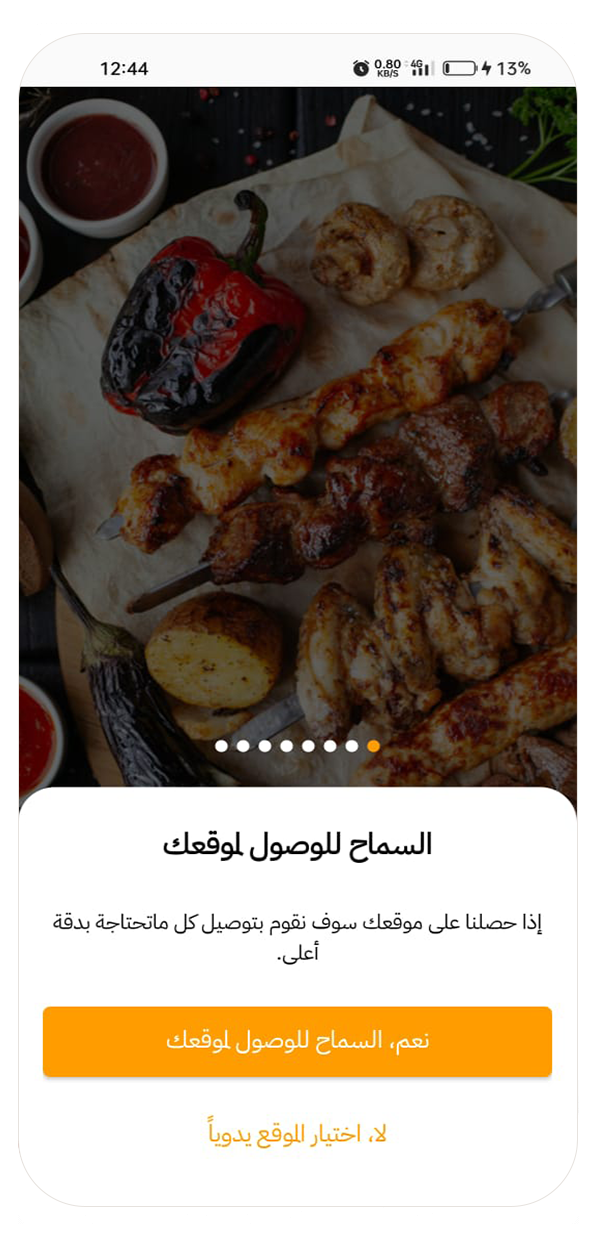 12:44
0.80 4G 13%
KB/S
السماح للوصول لموقعك
إذا حصلنا على موقعك سوف نقوم بتوصيل كل ماتحتاجة بدقة
أعلى.
نعم، السماح للوصول لموقعك
لا، اختيار الموقع يدوياً